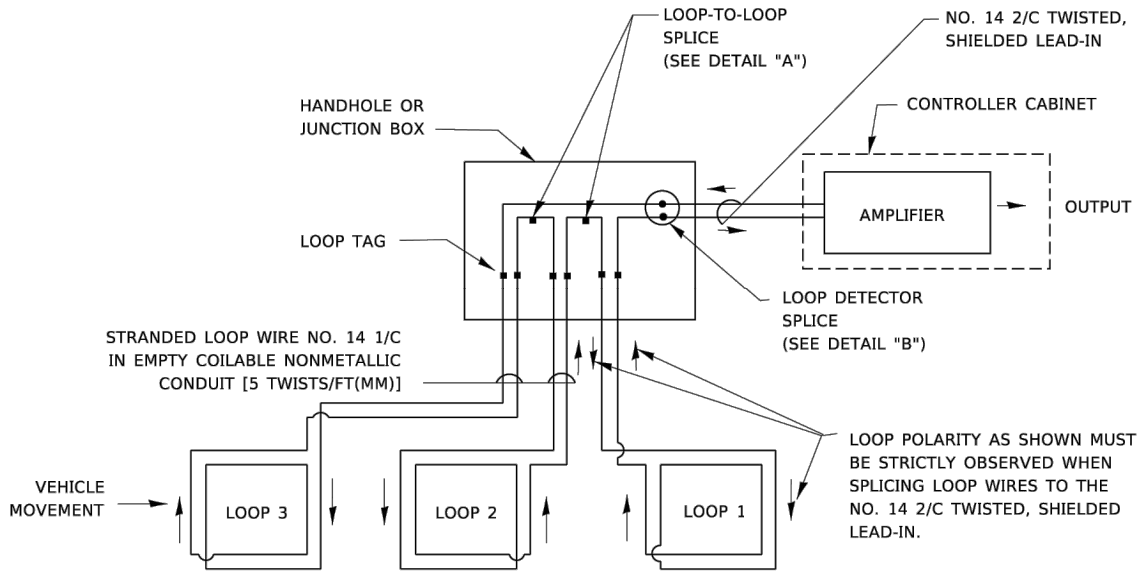 LOOP-TO-LOOP
SPLICE
(SEE DETAIL "A")
NO. 14 2/C TWISTED,
SHIELDED LEAD-IN
HANDHOLE OR
JUNCTION BOX
CONTROLLER CABINET
AMPLIFIER
OUTPUT
LOOP TAG
LOOP DETECTOR
SPLICE
(SEE DETAIL "B")
STRANDED LOOP WIRE NO. 14 1/C
IN EMPTY COILABLE NONMETALLIC
CONDUIT [5 TWISTS/FT(MM)]
LOOP POLARITY AS SHOWN MUST
BE STRICTLY OBSERVED WHEN
SPLICING LOOP WIRES TO THE
NO. 14 2/C TWISTED, SHIELDED
LEAD-IN.
VEHICLE
MOVEMENT
LOOP 3
LOOP 2
LOOP 1